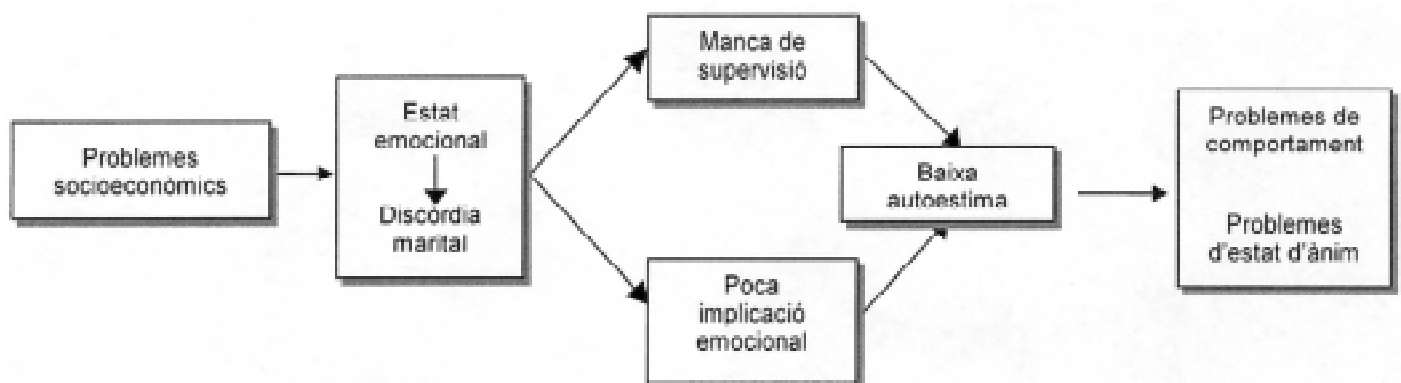 Problemes
socioeconòmics
Estat
emocional
Discòrdia
marital
Manca de
supervisió
Poca
implicació
emocional
Baixa
autoestima
Problemes de
comportament
Problemes
d'estat d'ànim